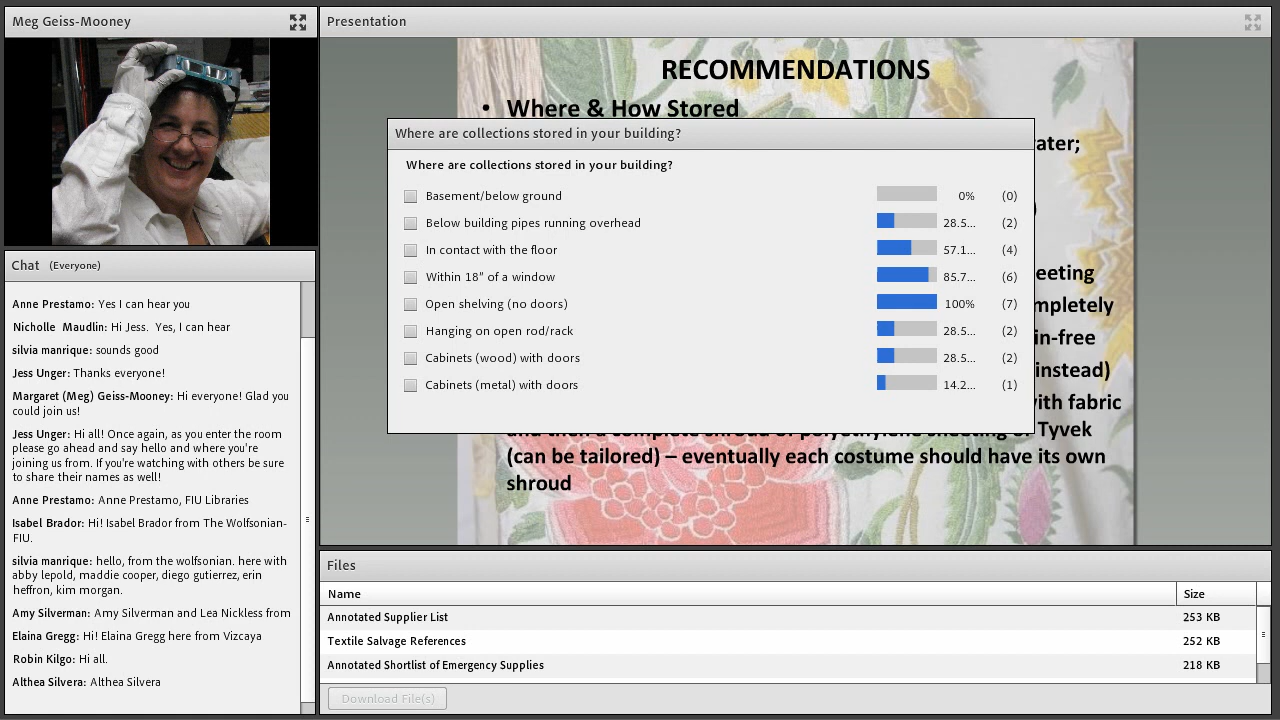 Meg Geiss-Mooney
Chat (Everyone)
Anne Prestamo: Yes I can hear you
Nicholle Maudlin: Hi Jess. Yes, I can hear
silvia manrique: sounds good
Jess Unger: Thanks everyone!
Margaret (Meg) Geiss-Mooney: Hi everyone! Glad you
could join us!
Jess Unger: Hi all! Once again, as you enter the room
please go ahead and say hello and where you're
joining us from. If you're watching with others be sure
to share their names as well!
Anne Prestamo: Anne Prestamo, FIU Libraries
Isabel Brador: Hi! Isabel Brador from The Wolfsonian-
FIU.
silvia manrique: hello, from the wolfsonian. here with
abby lepold, maddie cooper, diego gutierrez, erin
heffron, kim morgan.
Amy Silverman: Amy Silverman and Lea Nickless from
Elaina Gregg: Hi! Elaina Gregg here from Vizcaya
Robin Kilgo: Hi all.
Althea Silvera: Althea Silvera
Presentation
RECOMMENDATIONS
• Where & How Stored
ater;
)
eeting
mpletely
in-free
instead)
ith fabric
Tyvek
(can be tailored) – eventually each costume should have its own
shroud
Where are collections stored in your building?
Where are collections stored in your building?
Basement/below ground 0% (0)
Below building pipes running overhead 28.5... (2)
In contact with the floor 57.1... (4)
Within 18" of a window 85.7... (6)
Open shelving (no doors) 100% (7)
Hanging on open rod/rack 28.5... (2)
Cabinets (wood) with doors 28.5... (2)
Cabinets (metal) with doors 14.2... (1)
Files
Name Size
Annotated Supplier List 253 KB
Textile Salvage References 252 KB
Annotated Shortlist of Emergency Supplies 218 KB
Download File(s)